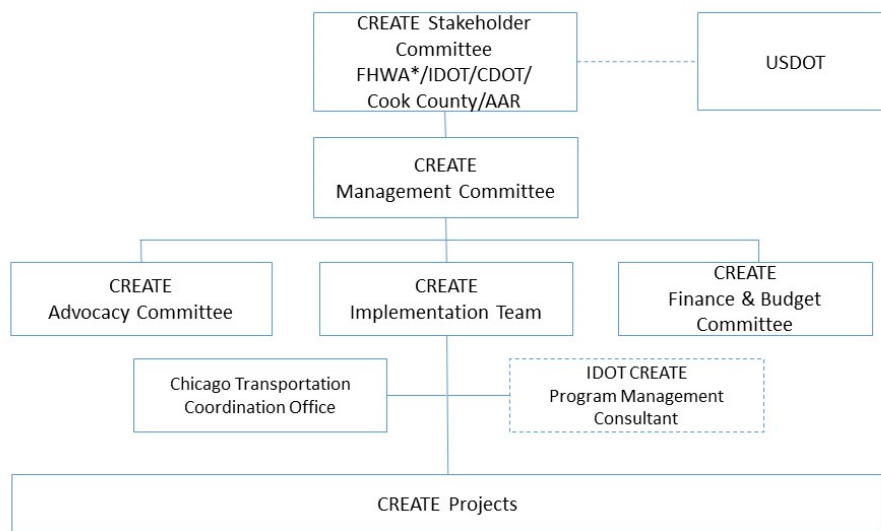 CREATE Stakeholder
Committee
FHWA*/IDOT/CDOT/
Cook County/AAR
USDOT
CREATE
Management Committee
CREATE
Advocacy Committee
CREATE
Implementation Team
CREATE
Finance & Budget
Committee
Chicago Transportation
Coordination Office
IDOT CREATE
Program Management
Consultant
CREATE Projects